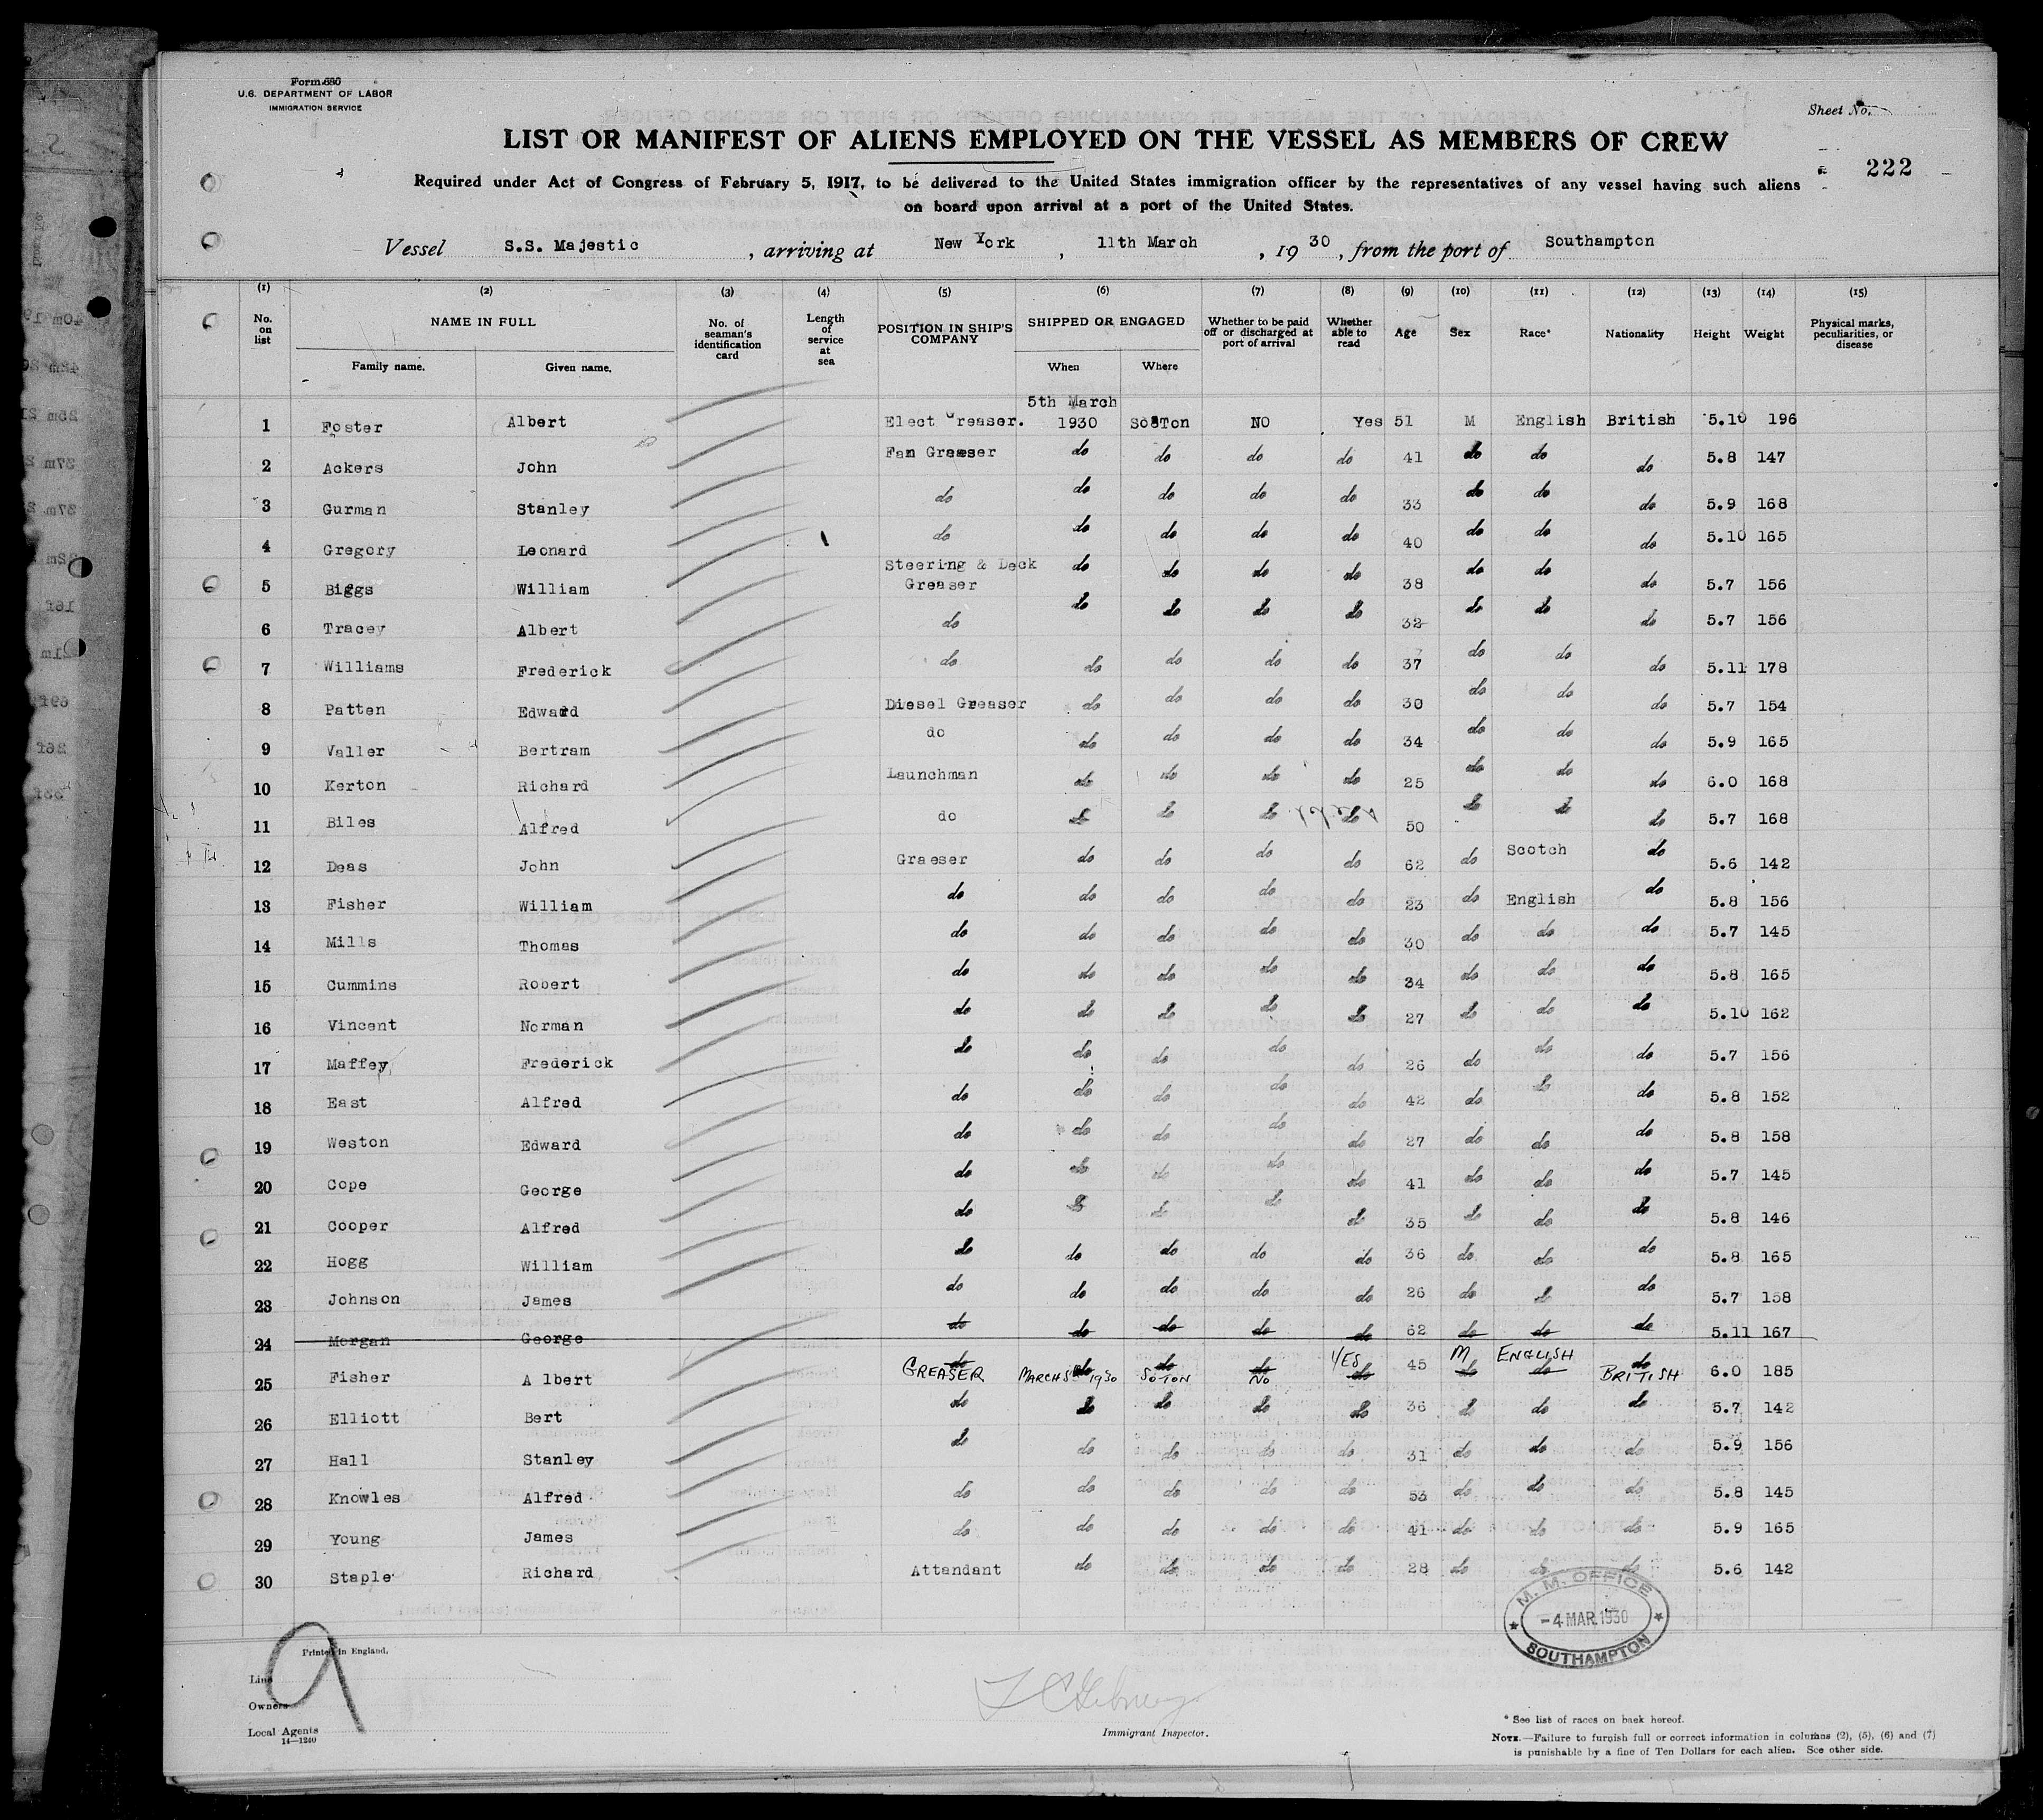 Form 680
U.S. DEPARTMENT OF LABOR
IMMIGRATION SERVICE
Sheet No.
LIST OR MANIFEST OF ALIENS EMPLOYED ON THE VESSEL AS MEMBERS OF CREW
222
Required under Act of Congress of February 5, 1917, to be delivered to the United States immigration officer by the representatives of any vessel having such aliens
on board upon arrival at a port of the United States.
Vessel S.S. Majestic, arriving at New York, 11th March, 1930, from the port of Southampton
(1) (2) (3) (4) (5) (6) (7) (8) (9) (10) (11) (12) (13) (14) (15)
No. on list NAME IN FULL No. of seaman's identification card Length of service at sea POSITION IN SHIP'S COMPANY SHIPPED OR ENGAGED Whether to be paid off or discharged at port of arrival Whether able to read Age Sex Race* Nationality Height Weight Physical marks, peculiarities, or disease
Family name. Given name. When Where
5th March
1 Foster Albert Elect Greaser. 1930 SoaTon NO Yes 51 M English British 5.10 196
2 Ackers John Fan Graeser do do do do 41 do do do 5.8 147
3 Gurman Stanley do do do do do 33 do do do 5.9 168
4 Gregory Leonard do do do do do 40 do do do 5.10 165
5 Biggs William Steering & Deck Greaser do do do do 38 do do do 5.7 156
6 Tracey Albert do do do do do 32 do do do 5.7 156
7 Williams Frederick do do do do do 37 do do do 5.11 178
8 Patten Edward Diesel Greaser do do do do 30 do do do 5.7 154
9 Valler Bertram do do do do do 34 do do do 5.9 165
10 Kerton Richard Launchman do do do do 25 do do do 6.0 168
11 Biles Alfred do do do do do 50 do do do 5.7 168
12 Deas John Graeser do do do do 62 do Scotch do 5.6 142
13 Fisher William do do do do do 23 do English do 5.8 156
14 Mills Thomas do do do do do 30 do do do 5.7 145
15 Cummins Robert do do do do do 34 do do do 5.8 165
16 Vincent Norman do do do do do 27 do do do 5.10 162
17 Maffey Frederick do do do do do 26 do do do 5.7 156
18 East Alfred do do do do do 42 do do do 5.8 152
19 Weston Edward do do do do do 27 do do do 5.8 158
20 Cope George do do do do do 41 do do do 5.7 145
21 Cooper Alfred do do do do do 35 do do do 5.8 146
22 Hogg William do do do do do 36 do do do 5.8 165
23 Johnson James do do do do do 26 do do do 5.7 158
24 Morgan George do do do do do 62 do do do 5.11 167
25 Fisher Albert do GREASER do MARCH 5 1930 do SOTON do NO YES do 45 M do ENGLISH do do BRITISH 6.0 185
26 Elliott Bert do do do do do 36 do do do 5.7 142
27 Hall Stanley do do do do do 31 do do do 5.9 156
28 Knowles Alfred do do do do do 53 do do do 5.8 145
29 Young James do do do do do 41 do do do 5.9 165
30 Staple Richard Attendant do do do do 28 do do do 5.6 142
M. M. OFFICE
-4 MAR 1930
SOUTHAMPTON
9
Printed in England.
Line
Owners
Local Agents
14—1240
Immigrant Inspector.
* See list of races on back hereof.
NOTE.—Failure to furnish full or correct information in columns (2), (5), (6) and (7)
is punishable by a fine of Ten Dollars for each alien. See other side.